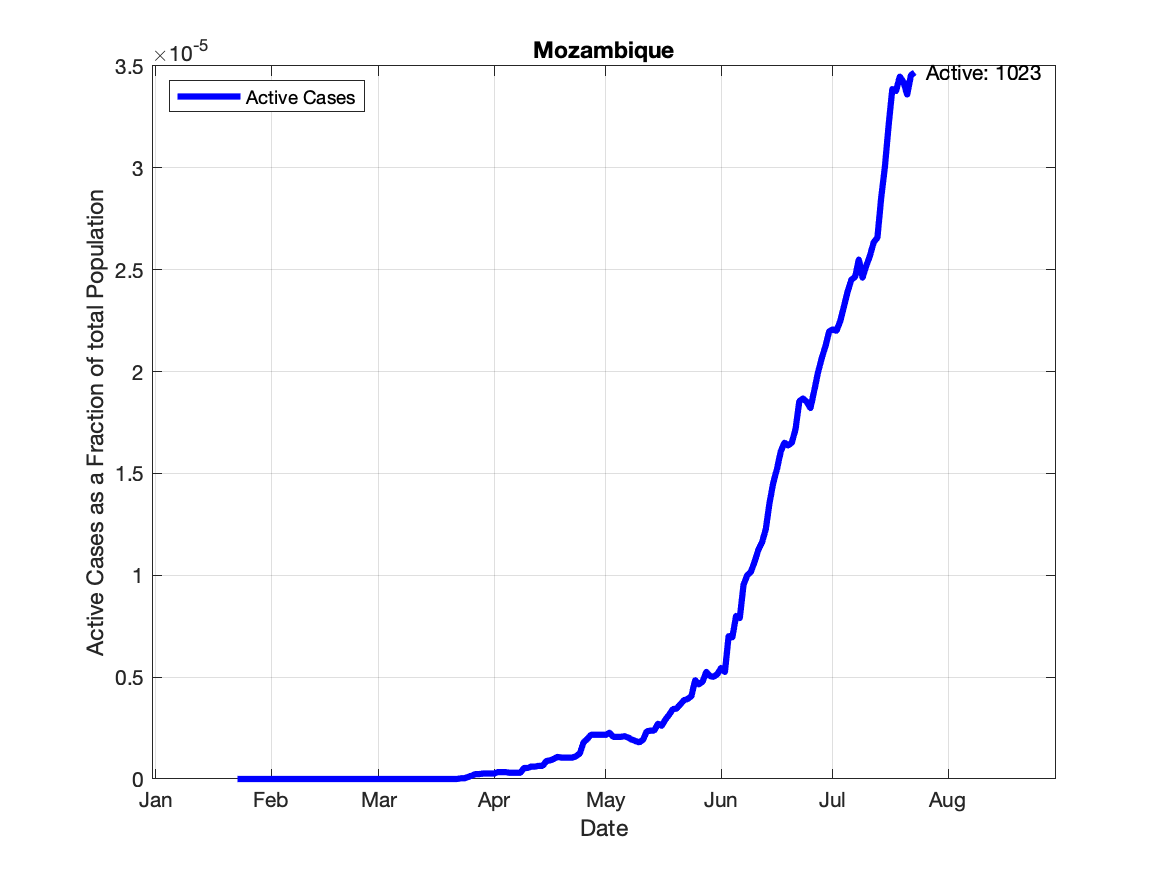 Mozambique
×10-5
3.5
3
2.5
2
1.5
1
0.5
0
Active Cases as a Fraction of total Population
Active Cases
Active: 1023
Jan Feb Mar Apr May Jun Jul Aug
Date